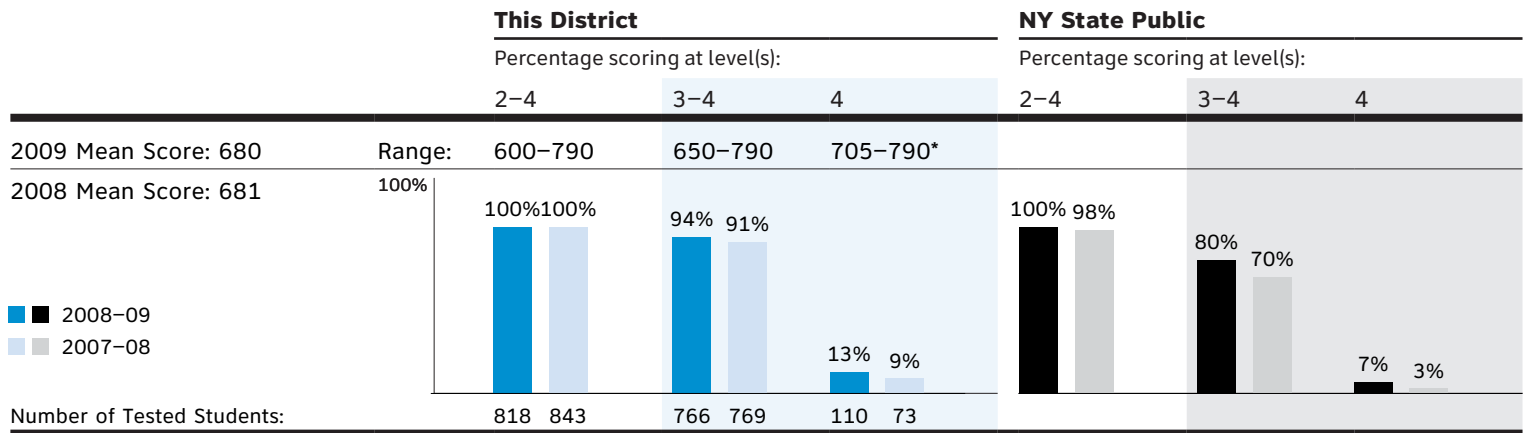 This District NY State Public
Percentage scoring at level(s): Percentage scoring at level(s):
2–4 3–4 4 2–4 3–4 4
2009 Mean Score: 680 Range: 600–790 650–790 705–790*
2008 Mean Score: 681 100%
100% 100% 94% 91% 13% 9% 100% 98% 80% 70% 7% 3%
2008–09
2007–08
Number of Tested Students: 818 843 766 769 110 73